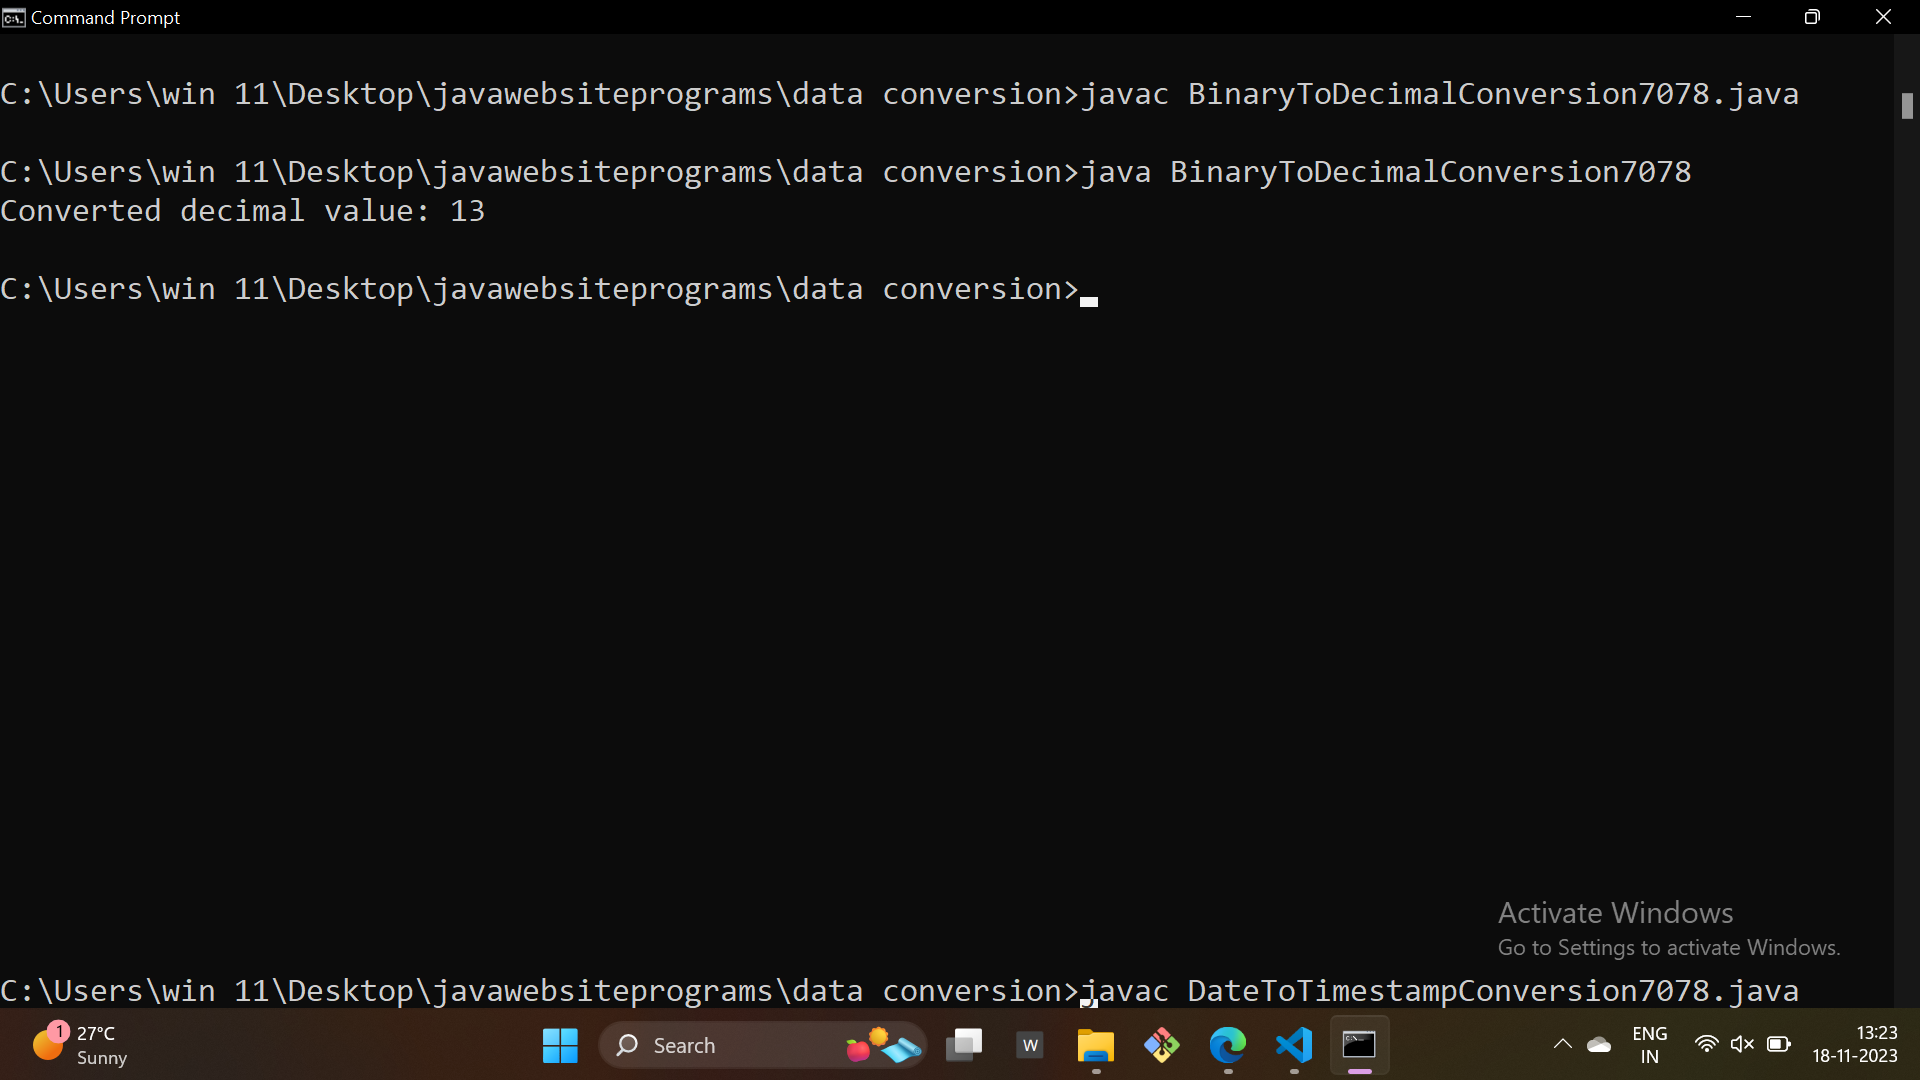 Command Prompt
C:\Users\win 11\Desktop\javawebsiteprograms\data conversion>javac BinaryToDecimalConversion7078.java
C:\Users\win 11\Desktop\javawebsiteprograms\data conversion>java BinaryToDecimalConversion7078
Converted decimal value: 13
C:\Users\win 11\Desktop\javawebsiteprograms\data conversion>
Activate Windows
Go to Settings to activate Windows.
C:\Users\win 11\Desktop\javawebsiteprograms\data conversion>javac DateToTimestampConversion7078.java
1
27°C
Sunny
Search
W
ENG
IN
13:23
18-11-2023